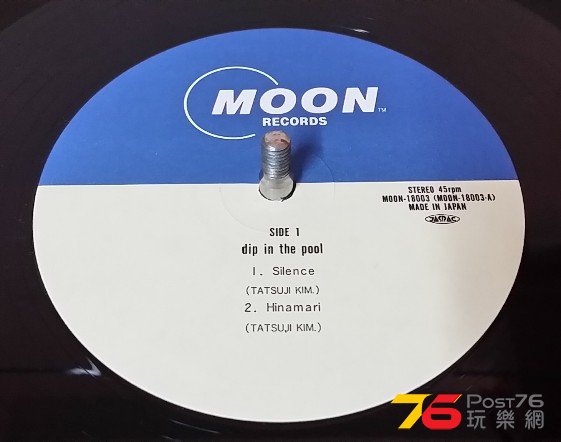 MOON
RECORDS
TM
STEREO 45rpm
MOON-18003 (MOON-18003-A)
MADE IN JAPAN
JASRAC
SIDE 1
dip in the pool
1. Silence
(TATSUJI KIM.)
2. Hinamari
(TATSUJI KIM.)
76 Post76
玩樂網